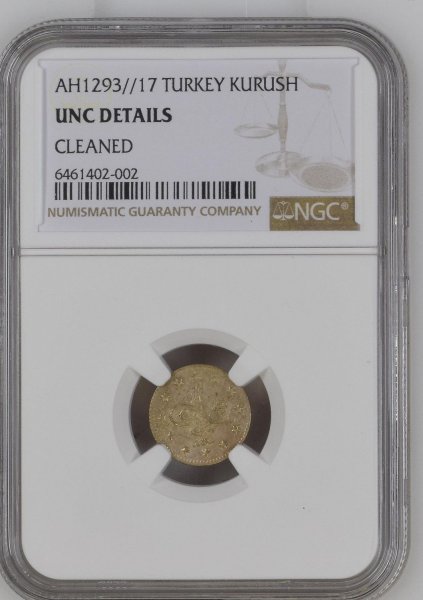 AH1293//17 TURKEY KURUSH
UNC DETAILS
CLEANED
6461402-002
NUMISMATIC GUARANTY COMPANY
NGC®